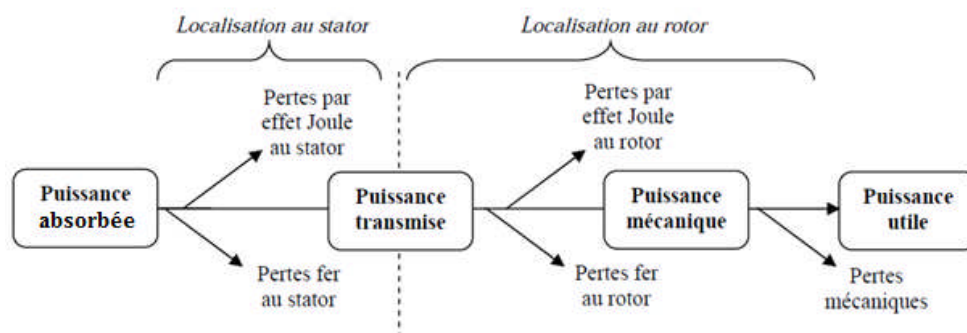 Localisation au stator
Localisation au rotor
Pertes par
effet Joule
au stator
Pertes par
effet Joule
au rotor
Puissance
absorbée
Puissance
transmise
Puissance
mécanique
Puissance
utile
Pertes fer
au stator
Pertes fer
au rotor
Pertes
mécaniques